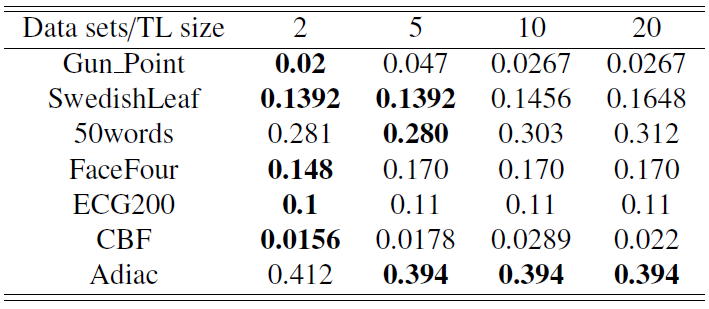 Data sets/TL size 2 5 10 20
Gun_Point 0.02 0.047 0.0267 0.0267
SwedishLeaf 0.1392 0.1392 0.1456 0.1648
50words 0.281 0.280 0.303 0.312
FaceFour 0.148 0.170 0.170 0.170
ECG200 0.1 0.11 0.11 0.11
CBF 0.0156 0.0178 0.0289 0.022
Adiac 0.412 0.394 0.394 0.394